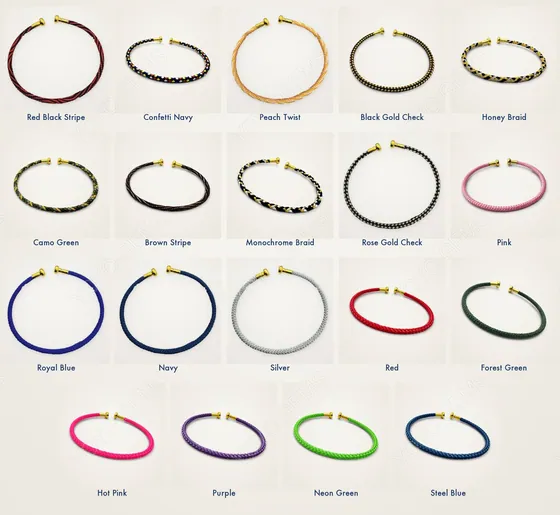 Red Black Stripe
Confetti Navy
Peach Twist
Black Gold Check
Honey Braid
Camo Green
Brown Stripe
Monochrome Braid
Rose Gold Check
Pink
Royal Blue
Navy
Silver
Red
Forest Green
Hot Pink
Purple
Neon Green
Steel Blue